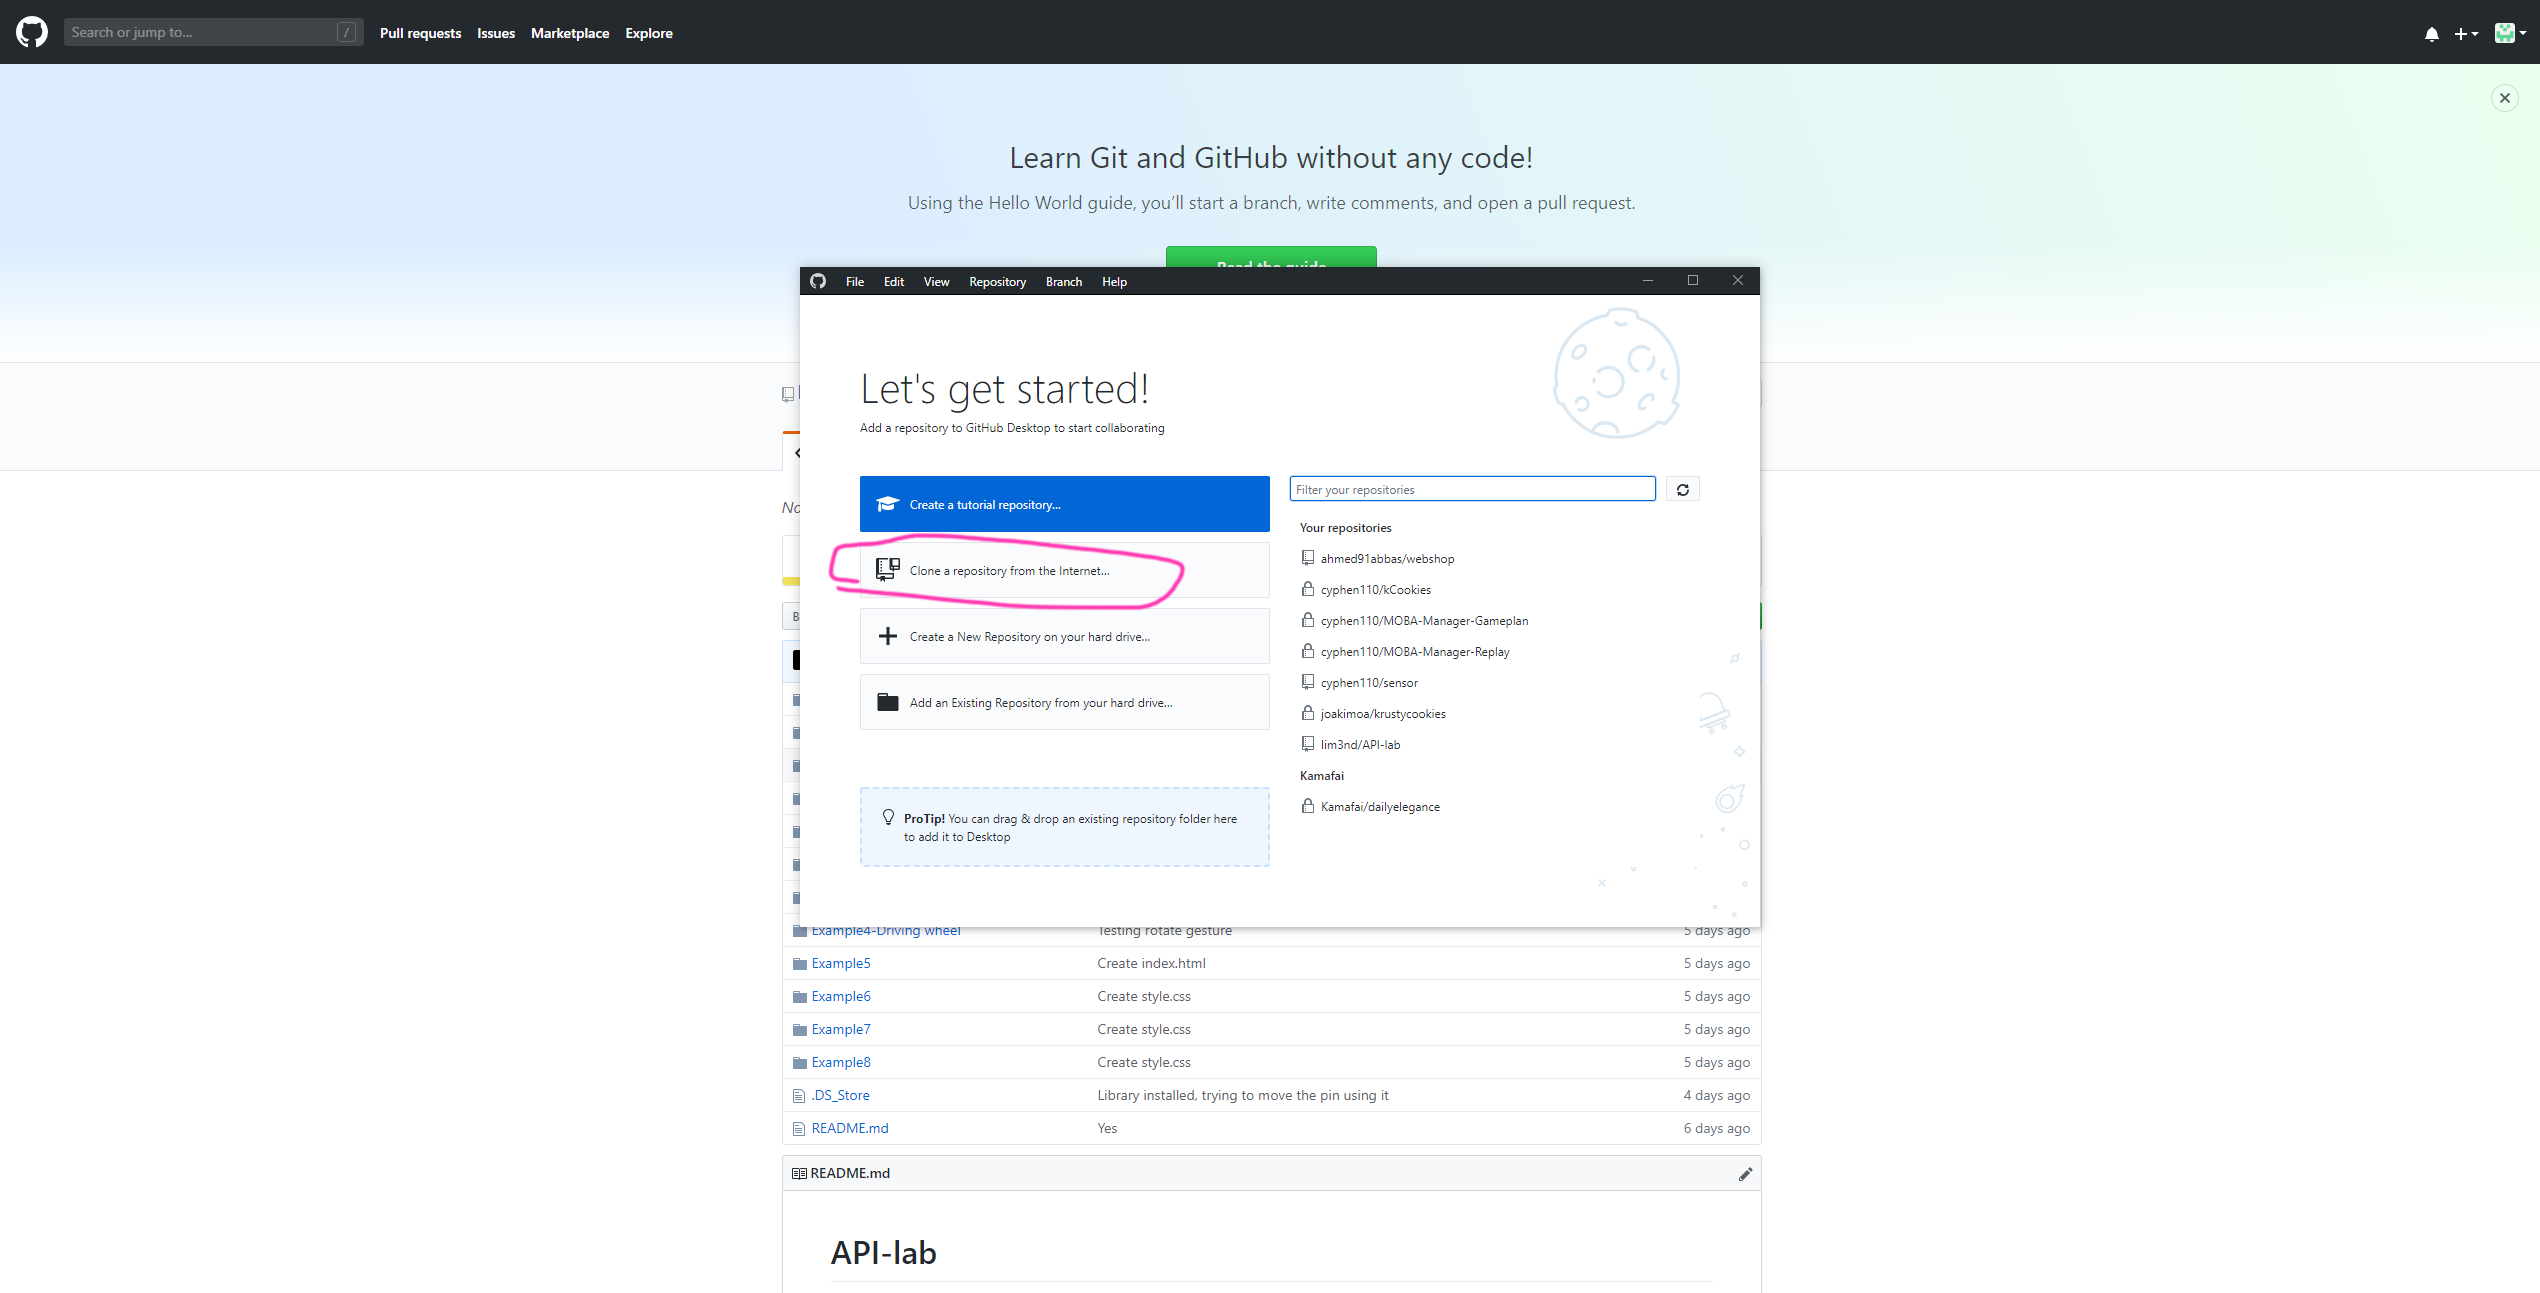 Search or jump to... /
Pull requests Issues Marketplace Explore
Learn Git and GitHub without any code!
Using the Hello World guide, you'll start a branch, write comments, and open a pull request.
Read the guide
File Edit View Repository Branch Help
Let's get started!
Add a repository to GitHub Desktop to start collaborating
Create a tutorial repository...
Clone a repository from the Internet...
Create a New Repository on your hard drive...
Add an Existing Repository from your hard drive...
ProTip! You can drag & drop an existing repository folder here
to add it to Desktop
Filter your repositories
Your repositories
ahmed91abbas/webshop
cyphen110/kCookies
cyphen110/MOBA-Manager-Gameplan
cyphen110/MOBA-Manager-Replay
cyphen110/sensor
joakimoa/krustycookies
lim3nd/API-lab
Kamafai
Kamafai/dailyelegance
No
B
Example4-Driving wheel Testing rotate gesture 5 days ago
Example5 Create index.html 5 days ago
Example6 Create style.css 5 days ago
Example7 Create style.css 5 days ago
Example8 Create style.css 5 days ago
.DS_Store Library installed, trying to move the pin using it 4 days ago
README.md Yes 6 days ago
README.md
API-lab